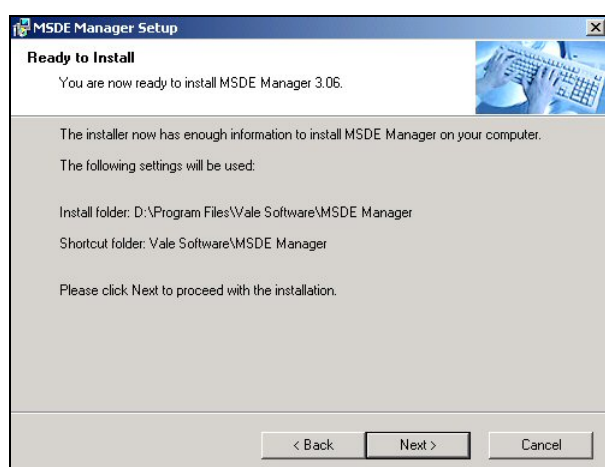 MSDE Manager Setup
Ready to Install
You are now ready to install MSDE Manager 3.06.
The installer now has enough information to install MSDE Manager on your computer.
The following settings will be used:
Install folder: D:\Program Files\Vale Software\MSDE Manager
Shortcut folder: Vale Software\MSDE Manager
Please click Next to proceed with the installation.
< Back Next > Cancel